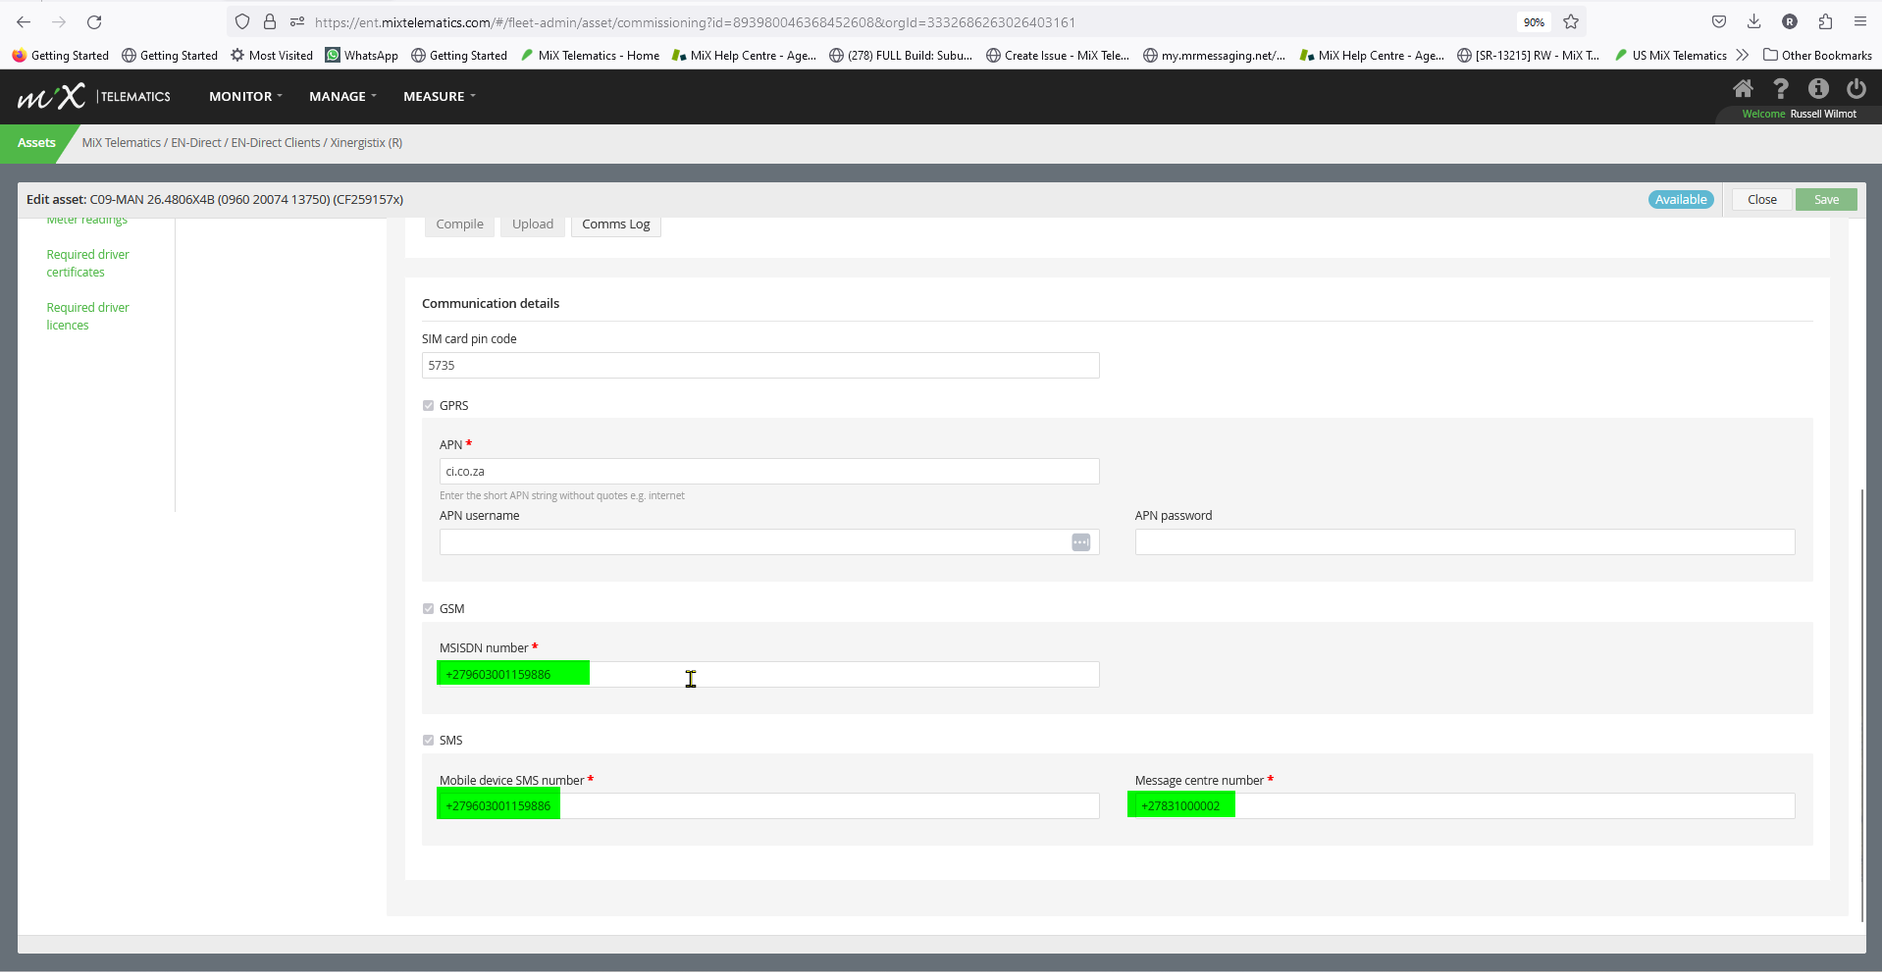 https://ent.mixtelematics.com/#/fleet-admin/asset/commissioning?id=893980046368452608&orgId=3332686263026403161
90%
R
Getting Started
Getting Started
Most Visited
WhatsApp
Getting Started
MiX Telematics - Home
MiX Help Centre - Age...
(278) FULL Build: Subu...
Create Issue - MiX Tele...
my.mrmessaging.net/...
MiX Help Centre - Age...
[SR-13215] RW - MiX T...
US MiX Telematics
Other Bookmarks
miX | TELEMATICS
MONITOR
MANAGE
MEASURE
Welcome Russell Wilmot
Assets
MiX Telematics / EN-Direct / EN-Direct Clients / Xinergistix (R)
Edit asset: C09-MAN 26.4806X4B (0960 20074 13750) (CF259157x)
Available
Close
Save
Meter readings
Required driver
certificates
Required driver
licences
Compile
Upload
Comms Log
Communication details
SIM card pin code
5735
GPRS
APN *
ci.co.za
Enter the short APN string without quotes e.g. internet
APN username
APN password
GSM
MSISDN number *
+279603001159886
SMS
Mobile device SMS number *
Message centre number *
+279603001159886
+27831000002